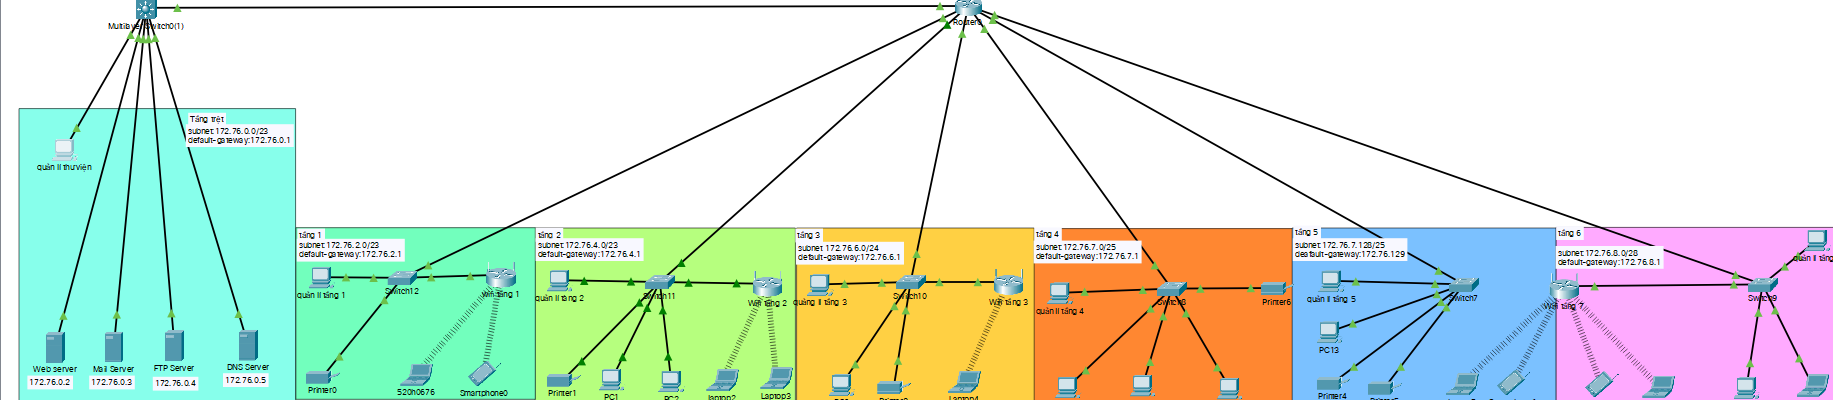 Router0
Multilayer Switch0(1)
Tầng trệt
subnet:172.76.0.0/23
default-gateway:172.76.0.1
quản lí thư viện
Web server
172.76.0.2
Mail Server
172.76.0.3
FTP Server
172.76.0.4
DNS Server
172.76.0.5
tầng 1
subnet:172.76.2.0/23
default-gateway:172.76.2.1
quản lí tầng 1
Switch12
Wifi tầng 1
Printer0
520h0676
Smartphone0
tầng 2
subnet:172.76.4.0/23
default-gateway:172.76.4.1
quản lí tầng 2
Switch11
Wifi tầng 2
Printer1
PC1
PC2
laptop2
Laptop3
tầng 3
subnet:172.76.6.0/24
default-gateway:172.76.6.1
quảng lí tầng 3
Switch10
Wifi tầng 3
Laptop4
tầng 4
subnet:172.76.7.0/25
default-gateway:172.76.7.1
quản lí tầng 4
Switch8
Printer6
tầng 5
subnet:172.76.7.128/25
deafault-gateway:172.76.129
quản lí tầng 5
Switch7
PC13
Printer4
tầng 6
subnet:172.76.8.0/28
default-gateway:172.76.8.1
Wifi tầng 7
Switch9
quản lí tầng